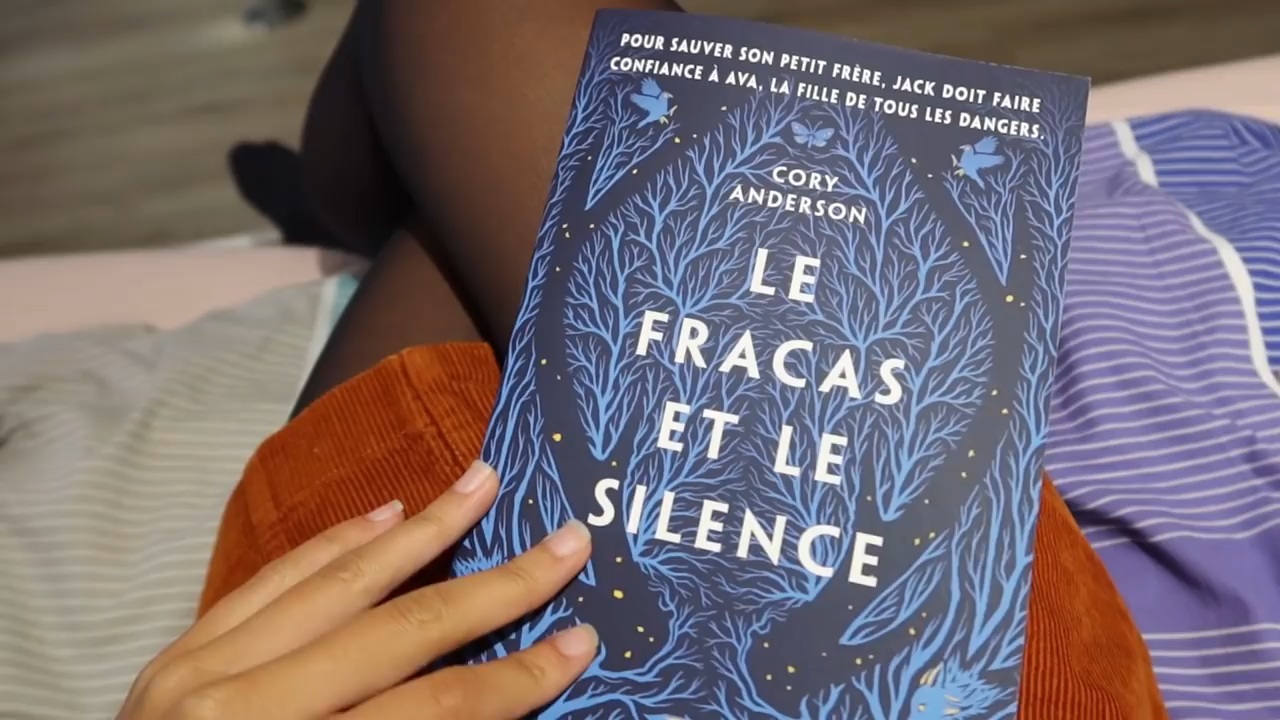 POUR SAUVER SON PETIT FRÈRE, JACK DOIT FAIRE
CONFIANCE À AVA, LA FILLE DE TOUS LES DANGERS.
CORY
ANDERSON
LE
FRACAS
ET LE
SILENCE